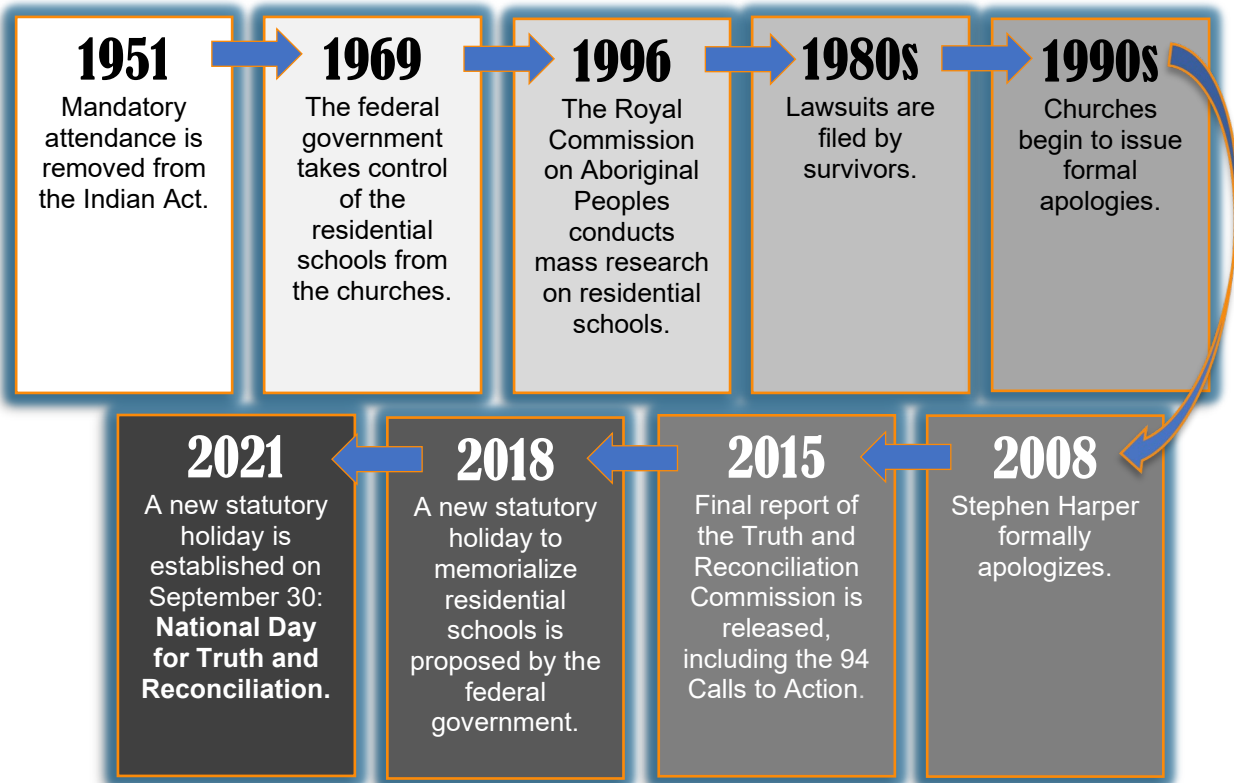 1951
Mandatory
attendance is
removed from
the Indian Act.
1969
The federal
government
takes control
of the
residential
schools from
the churches.
1996
The Royal
Commission
on Aboriginal
Peoples
conducts
mass research
on residential
schools.
1980s
Lawsuits are
filed by
survivors.
1990s
Churches
begin to issue
formal
apologies.
2008
Stephen Harper
formally
apologizes.
2015
Final report of
the Truth and
Reconciliation
Commission is
released,
including the 94
Calls to Action.
2018
A new statutory
holiday to
memorialize
residential
schools is
proposed by the
federal
government.
2021
A new statutory
holiday is
established on
September 30:
National Day
for Truth and
Reconciliation.